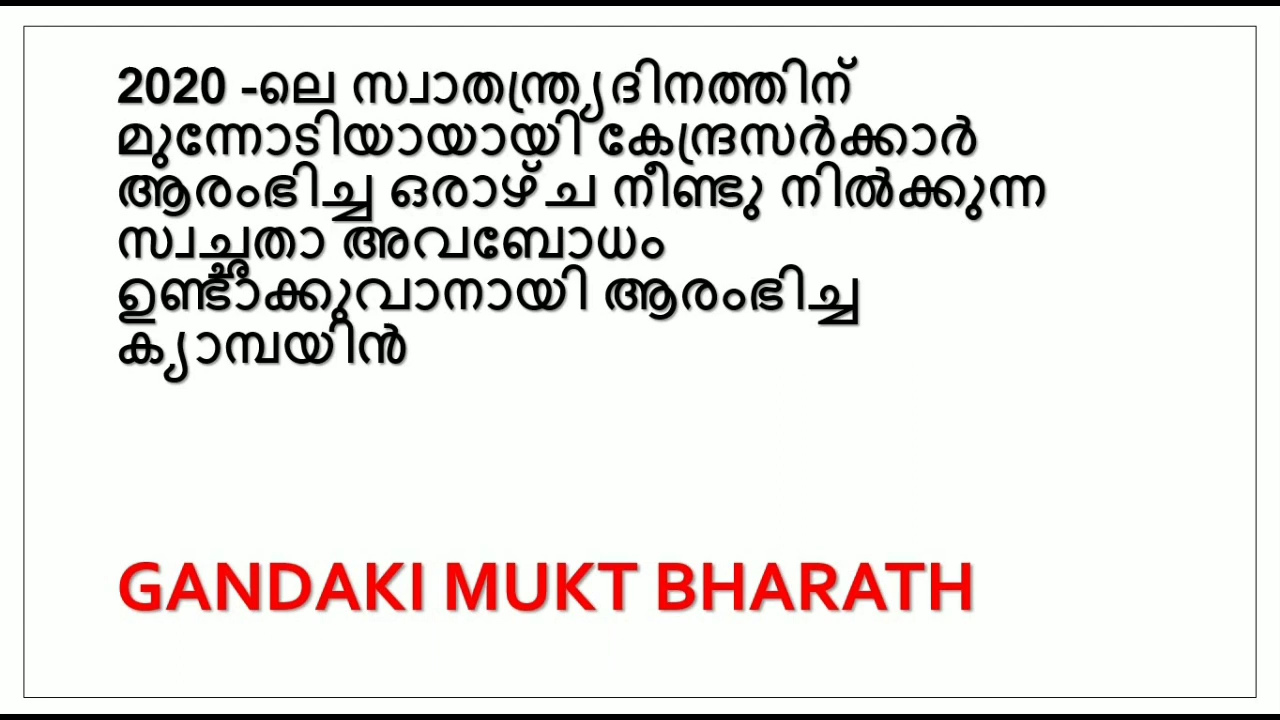 2020 -ലെ സ്വാതന്ത്ര്യദിനത്തിന്
മുന്നോടിയായായി കേന്ദ്രസർക്കാർ
ആരംഭിച്ച ഒരാഴ്ച നീണ്ടു നിൽക്കുന്ന
സ്വച്ഛതാ അവബോധം
ഉണ്ടാക്കുവാനായി ആരംഭിച്ച
ക്യാമ്പയിൻ
GANDAKI MUKT BHARATH